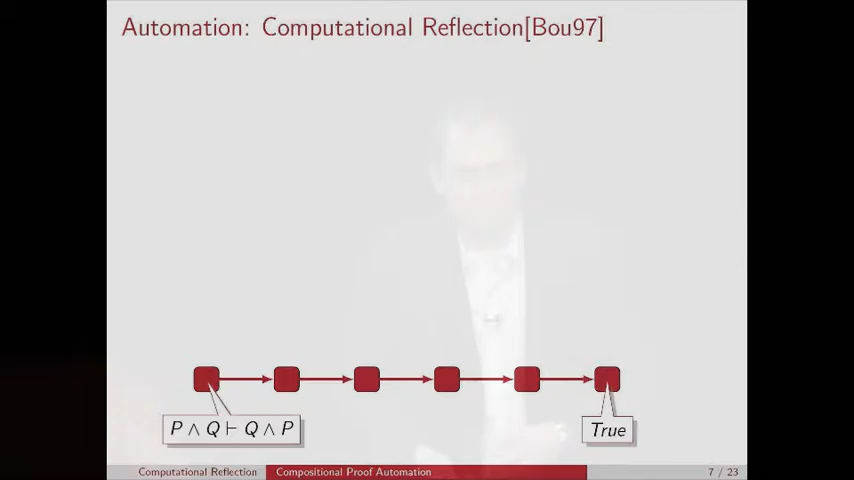 Automation: Computational Reflection[Bou97]
P ∧ Q ⊢ Q ∧ P
True
Computational Reflection Compositional Proof Automation 7 / 23